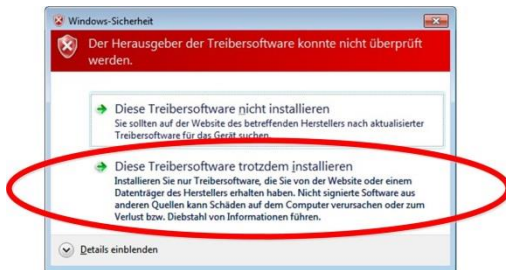 Windows-Sicherheit
Der Herausgeber der Treibersoftware konnte nicht überprüft
werden.
Diese Treibersoftware nicht installieren
Sie sollten auf der Website des betreffenden Herstellers nach aktualisierter
Treibersoftware für das Gerät suchen.
Diese Treibersoftware trotzdem installieren
Installieren Sie nur Treibersoftware, die Sie von der Website oder einem
Datenträger des Herstellers erhalten haben. Nicht signierte Software aus
anderen Quellen kann Schäden auf dem Computer verursachen oder zum
Verlust bzw. Diebstahl von Informationen führen.
Details einblenden